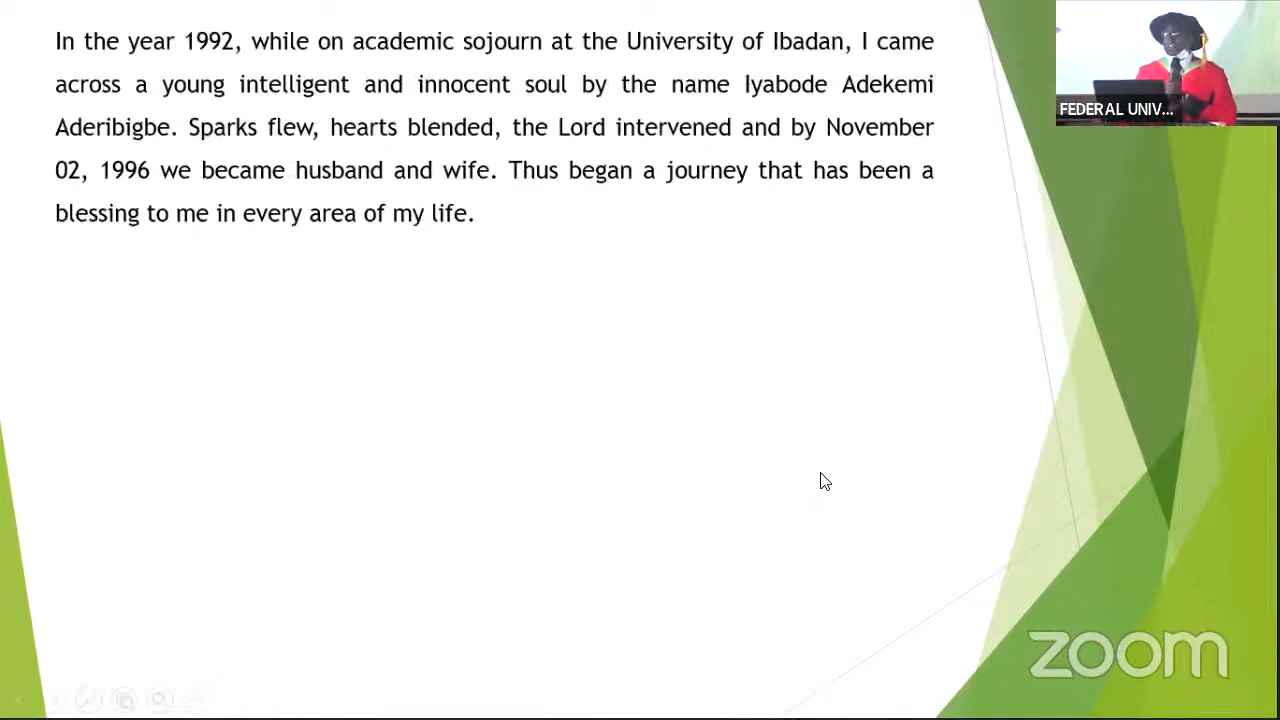 In the year 1992, while on academic sojourn at the University of Ibadan, I came
across a young intelligent and innocent soul by the name Iyabode Adekemi
Aderibigbe. Sparks flew, hearts blended, the Lord intervened and by November
02, 1996 we became husband and wife. Thus began a journey that has been a
blessing to me in every area of my life.
FEDERAL UNIV...
zoom